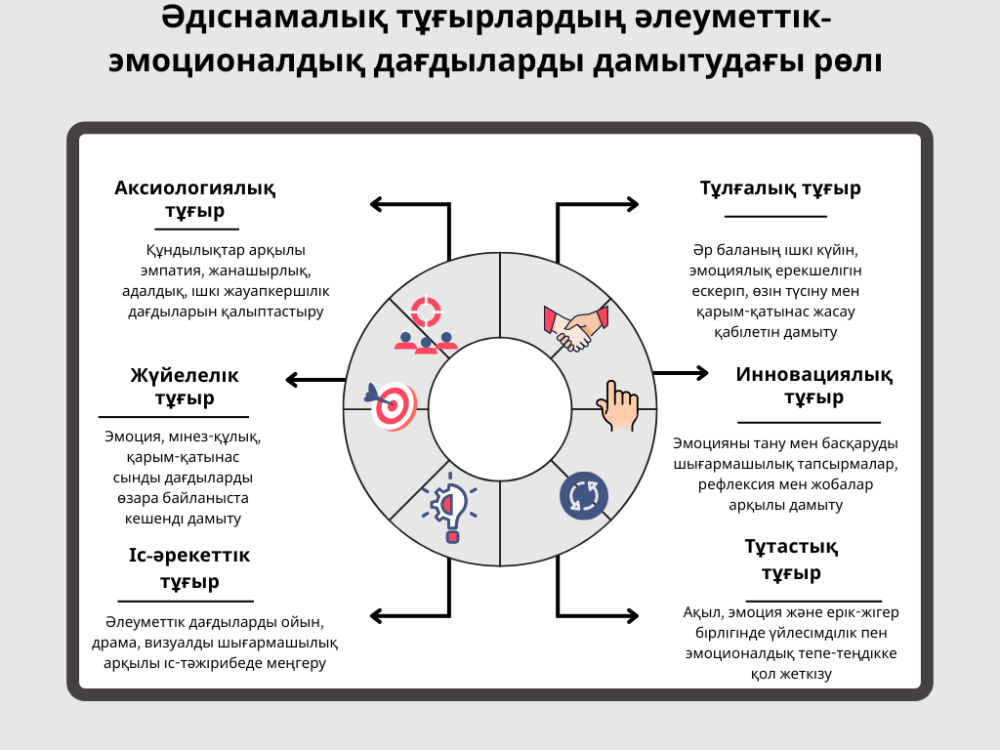 Әдіснамалық тұғырлардың әлеуметтік-
эмоционалдық дағдыларды дамытудағы рөлі
Аксиологиялық
тұғыр
Құндылықтар арқылы
эмпатия, жанашырлық,
адалдық, ішкі жауапкершілік
дағдыларын қалыптастыру
Жүйелелік
тұғыр
Эмоция, мінез-құлық,
қарым-қатынас
сынды дағдыларды
өзара байланыста
кешенді дамыту
Іс-әрекеттік
тұғыр
Әлеуметтік дағдыларды ойын,
драма, визуалды шығармашылық
арқылы іс-тәжірибеде меңгеру
Тұлғалық тұғыр
Әр баланың ішкі күйін,
эмоциялық ерекшелігін
ескеріп, өзін түсіну мен
қарым-қатынас жасау
қабілетін дамыту
Инновациялық
тұғыр
Эмоцияны тану мен басқаруды
шығармашылық тапсырмалар,
рефлексия мен жобалар
арқылы дамыту
Тұтастық
тұғыр
Ақыл, эмоция және ерік-жігер
бірлігінде үйлесімділік пен
эмоционалдық тепе-теңдікке
қол жеткізу